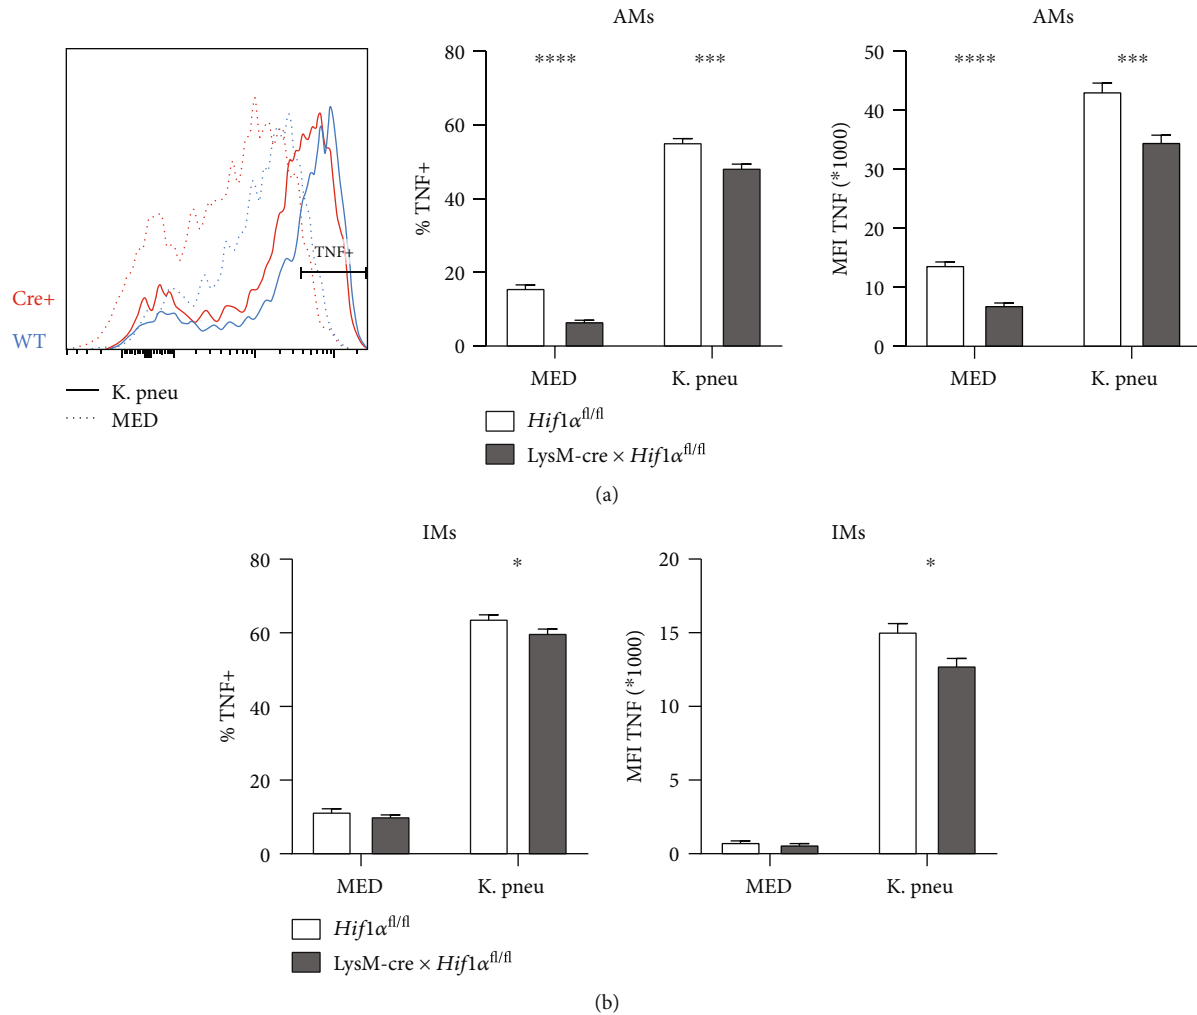 AMs
AMs
TNF+
Cre+
WT
K. pneu
MED
80
60
40
20
0
% TNF+
****
***
MED
K. pneu
50
40
30
20
10
0
MFI TNF (*1000)
****
***
MED
K. pneu
Hif1α^fl/fl
LysM-cre × Hif1α^fl/fl
(a)
IMs
IMs
80
60
40
20
0
% TNF+
*
MED
K. pneu
20
15
10
5
0
MFI TNF (*1000)
*
MED
K. pneu
Hif1α^fl/fl
LysM-cre × Hif1α^fl/fl
(b)